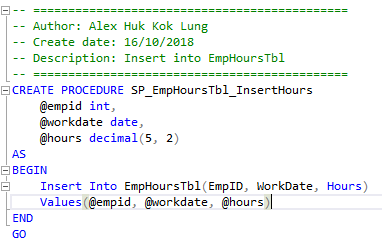 -- =============================================
-- Author: Alex Huk Kok Lung
-- Create date: 16/10/2018
-- Description: Insert into EmpHoursTbl
-- =============================================
CREATE PROCEDURE SP_EmpHoursTbl_InsertHours
    @empid int,
    @workdate date,
    @hours decimal(5, 2)
AS
BEGIN
    Insert Into EmpHoursTbl(EmpID, WorkDate, Hours)
    Values(@empid, @workdate, @hours)
END
GO